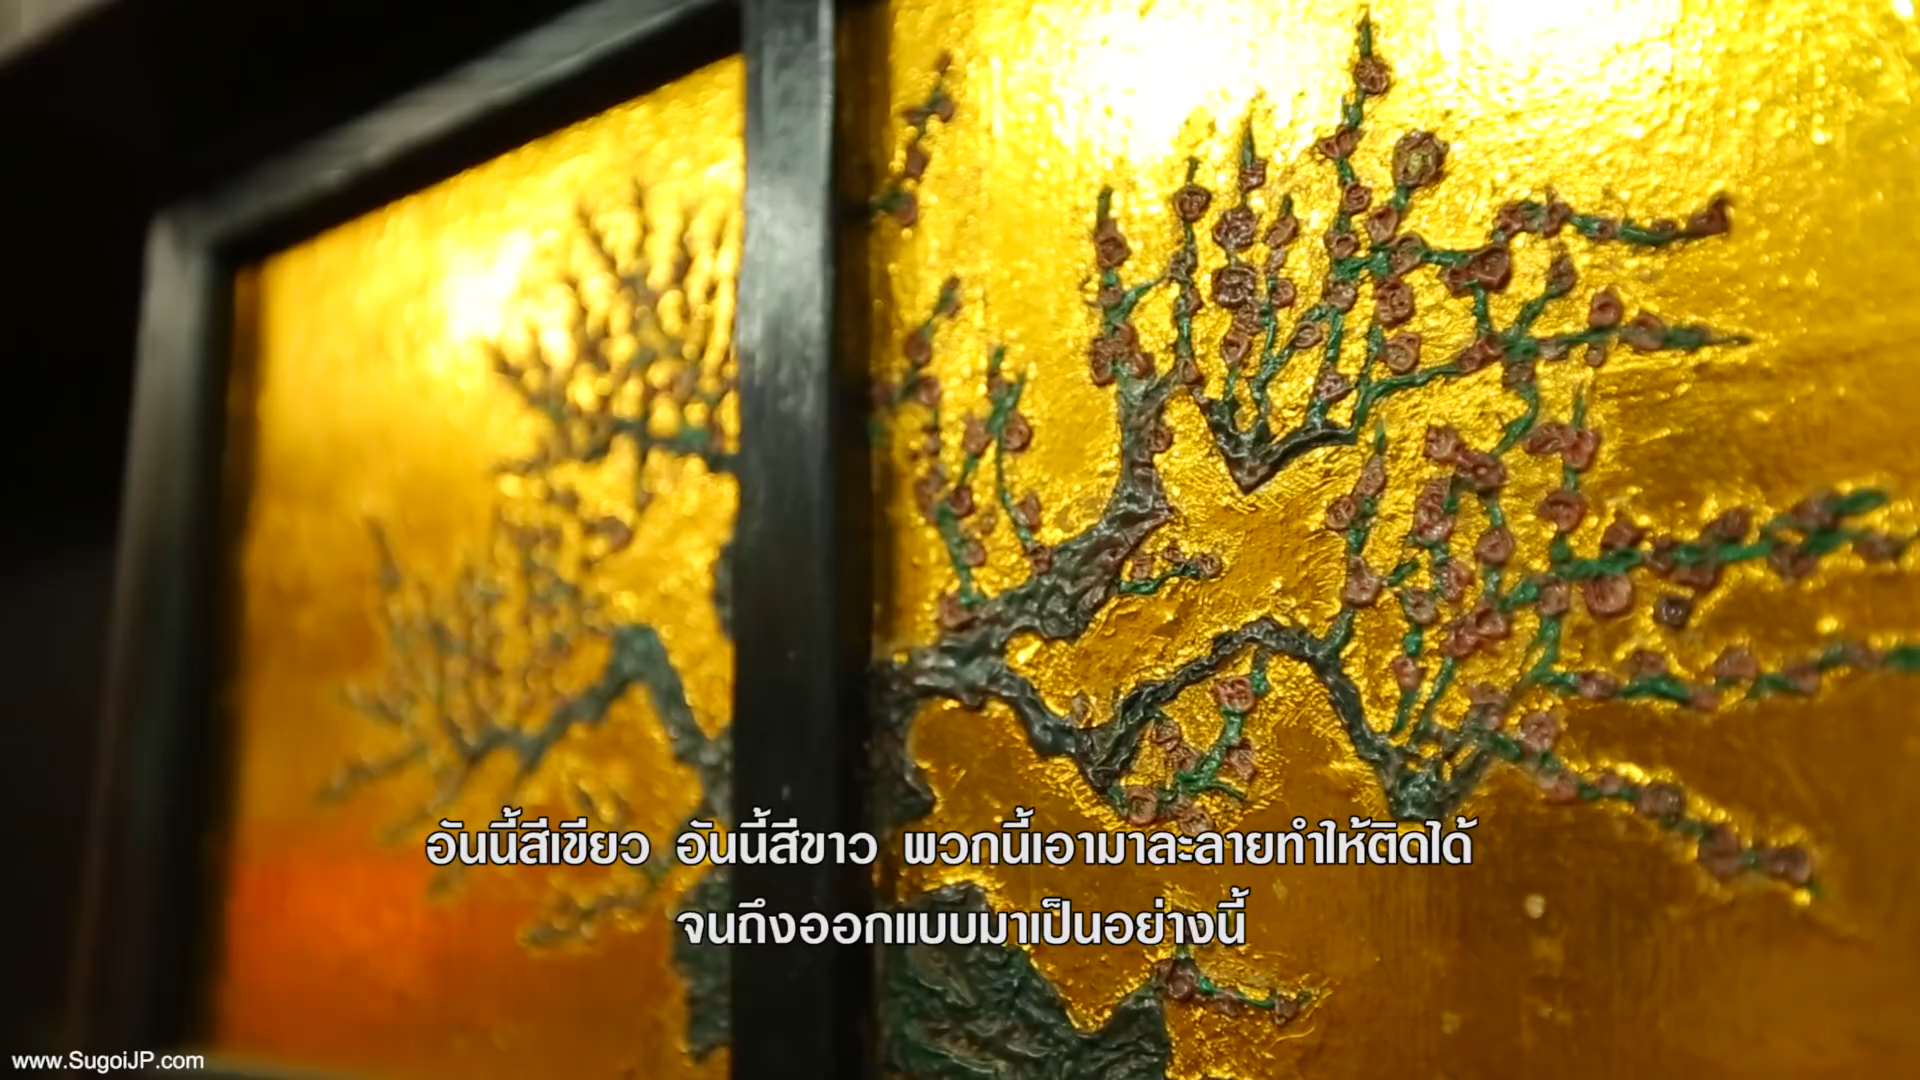 อันนี้สีเขียว อันนี้สีขาว พวกนี้เอามาละลายทำให้ติดได้
จนถึงออกแบบมาเป็นอย่างนี้
www.SugoiJP.com